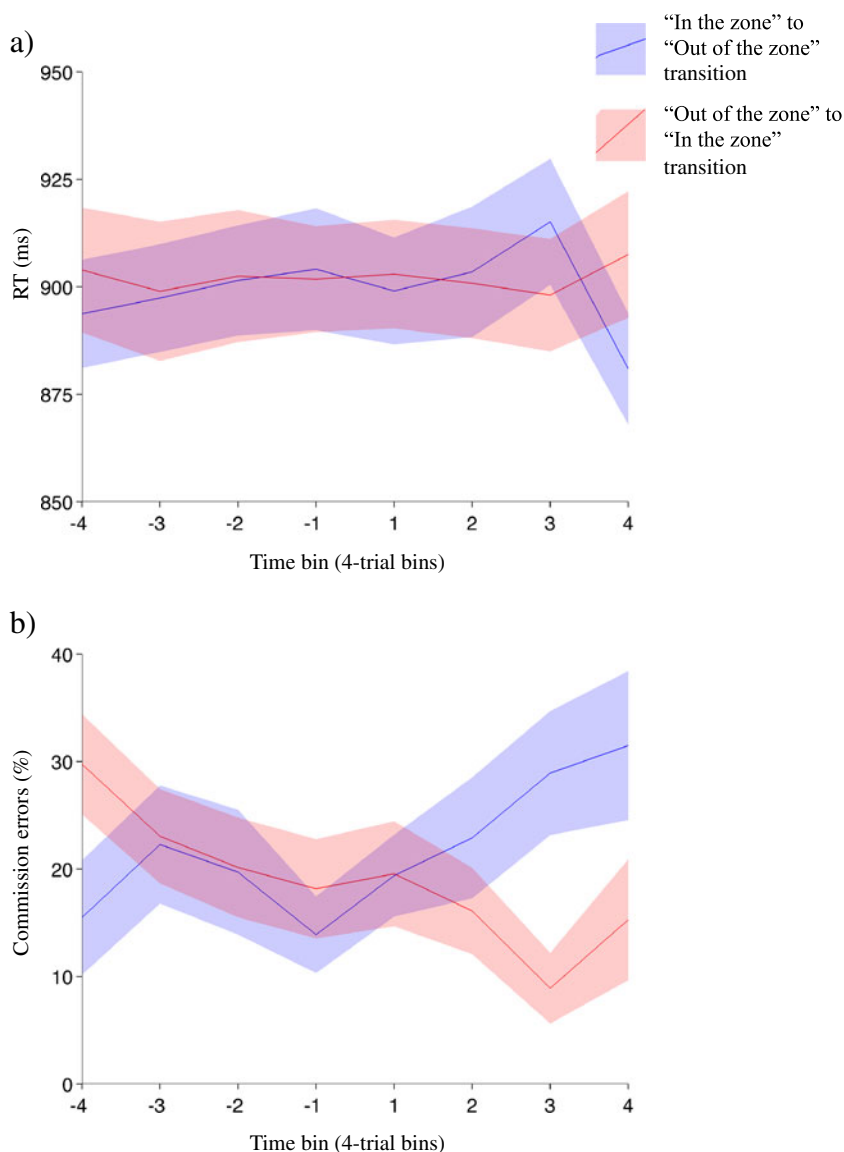 a)
“In the zone” to
“Out of the zone”
transition
“Out of the zone” to
“In the zone”
transition
950
925
900
875
850
RT (ms)
-4 -3 -2 -1 1 2 3 4
Time bin (4-trial bins)
b)
40
30
20
10
0
Commission errors (%)
-4 -3 -2 -1 1 2 3 4
Time bin (4-trial bins)